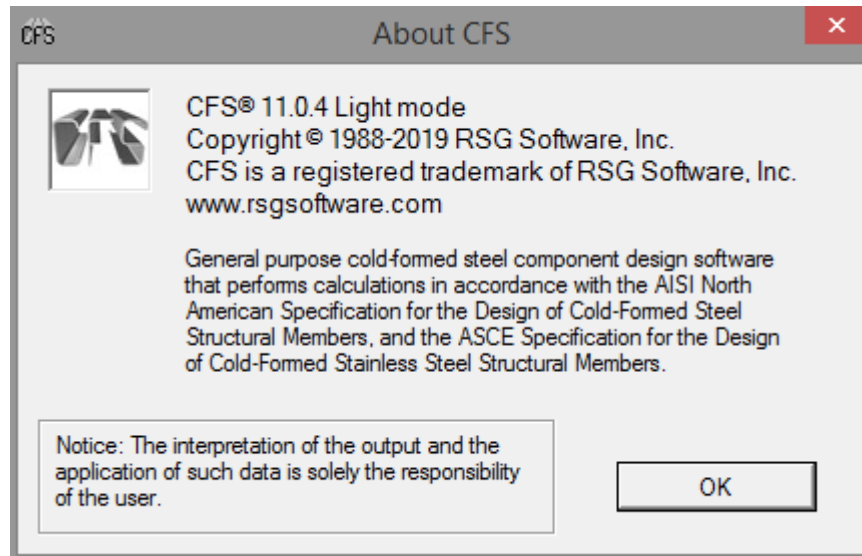 CFS
About CFS
CFS® 11.0.4 Light mode
Copyright © 1988-2019 RSG Software, Inc.
CFS is a registered trademark of RSG Software, Inc.
www.rsgsoftware.com
General purpose cold-formed steel component design software
that performs calculations in accordance with the AISI North
American Specification for the Design of Cold-Formed Steel
Structural Members, and the ASCE Specification for the Design
of Cold-Formed Stainless Steel Structural Members.
Notice: The interpretation of the output and the
application of such data is solely the responsibility
of the user.
OK